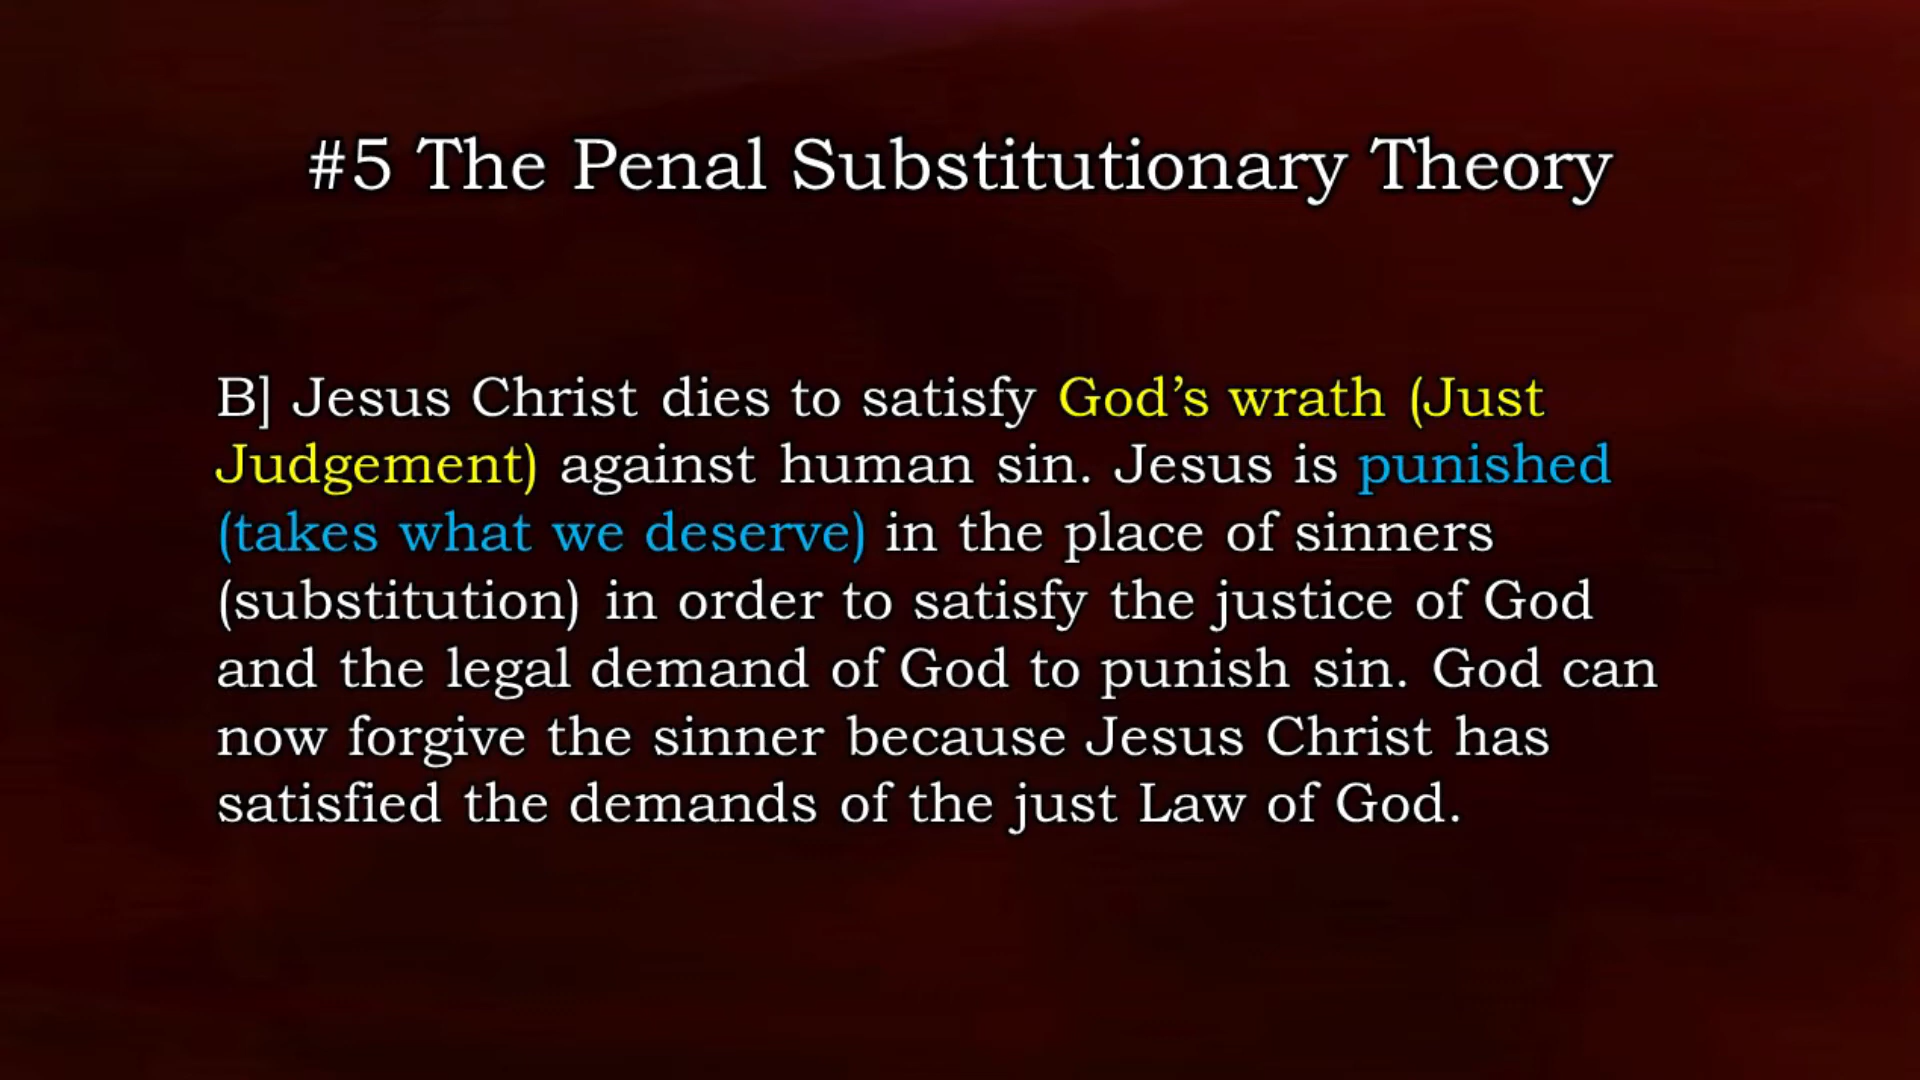 #5 The Penal Substitutionary Theory
B] Jesus Christ dies to satisfy God’s wrath (Just
Judgement) against human sin. Jesus is punished
(takes what we deserve) in the place of sinners
(substitution) in order to satisfy the justice of God
and the legal demand of God to punish sin. God can
now forgive the sinner because Jesus Christ has
satisfied the demands of the just Law of God.